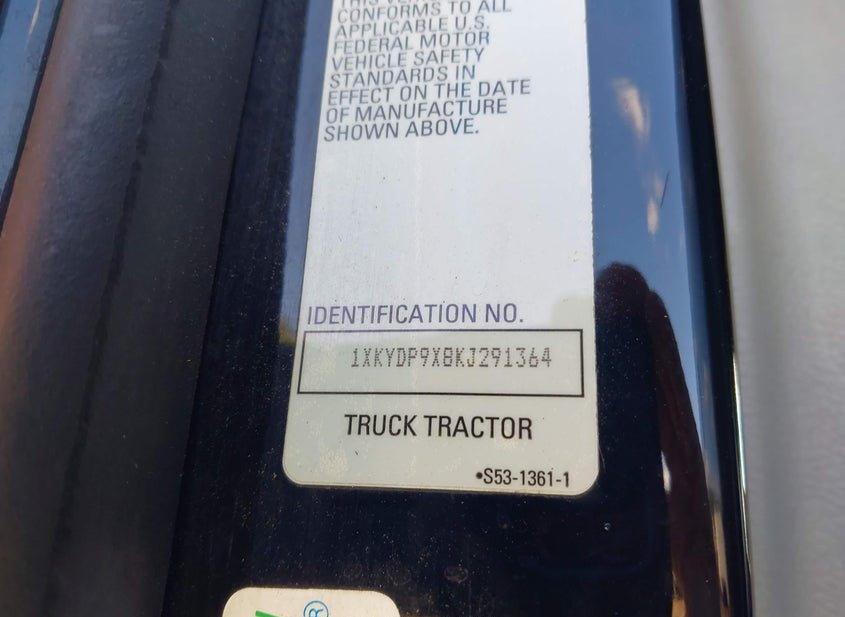 CONFORMS TO ALL
APPLICABLE U.S.
FEDERAL MOTOR
VEHICLE SAFETY
STANDARDS IN
EFFECT ON THE DATE
OF MANUFACTURE
SHOWN ABOVE.
IDENTIFICATION NO.
1XKYDP9X8KJ291364
TRUCK TRACTOR
•S53-1361-1
®